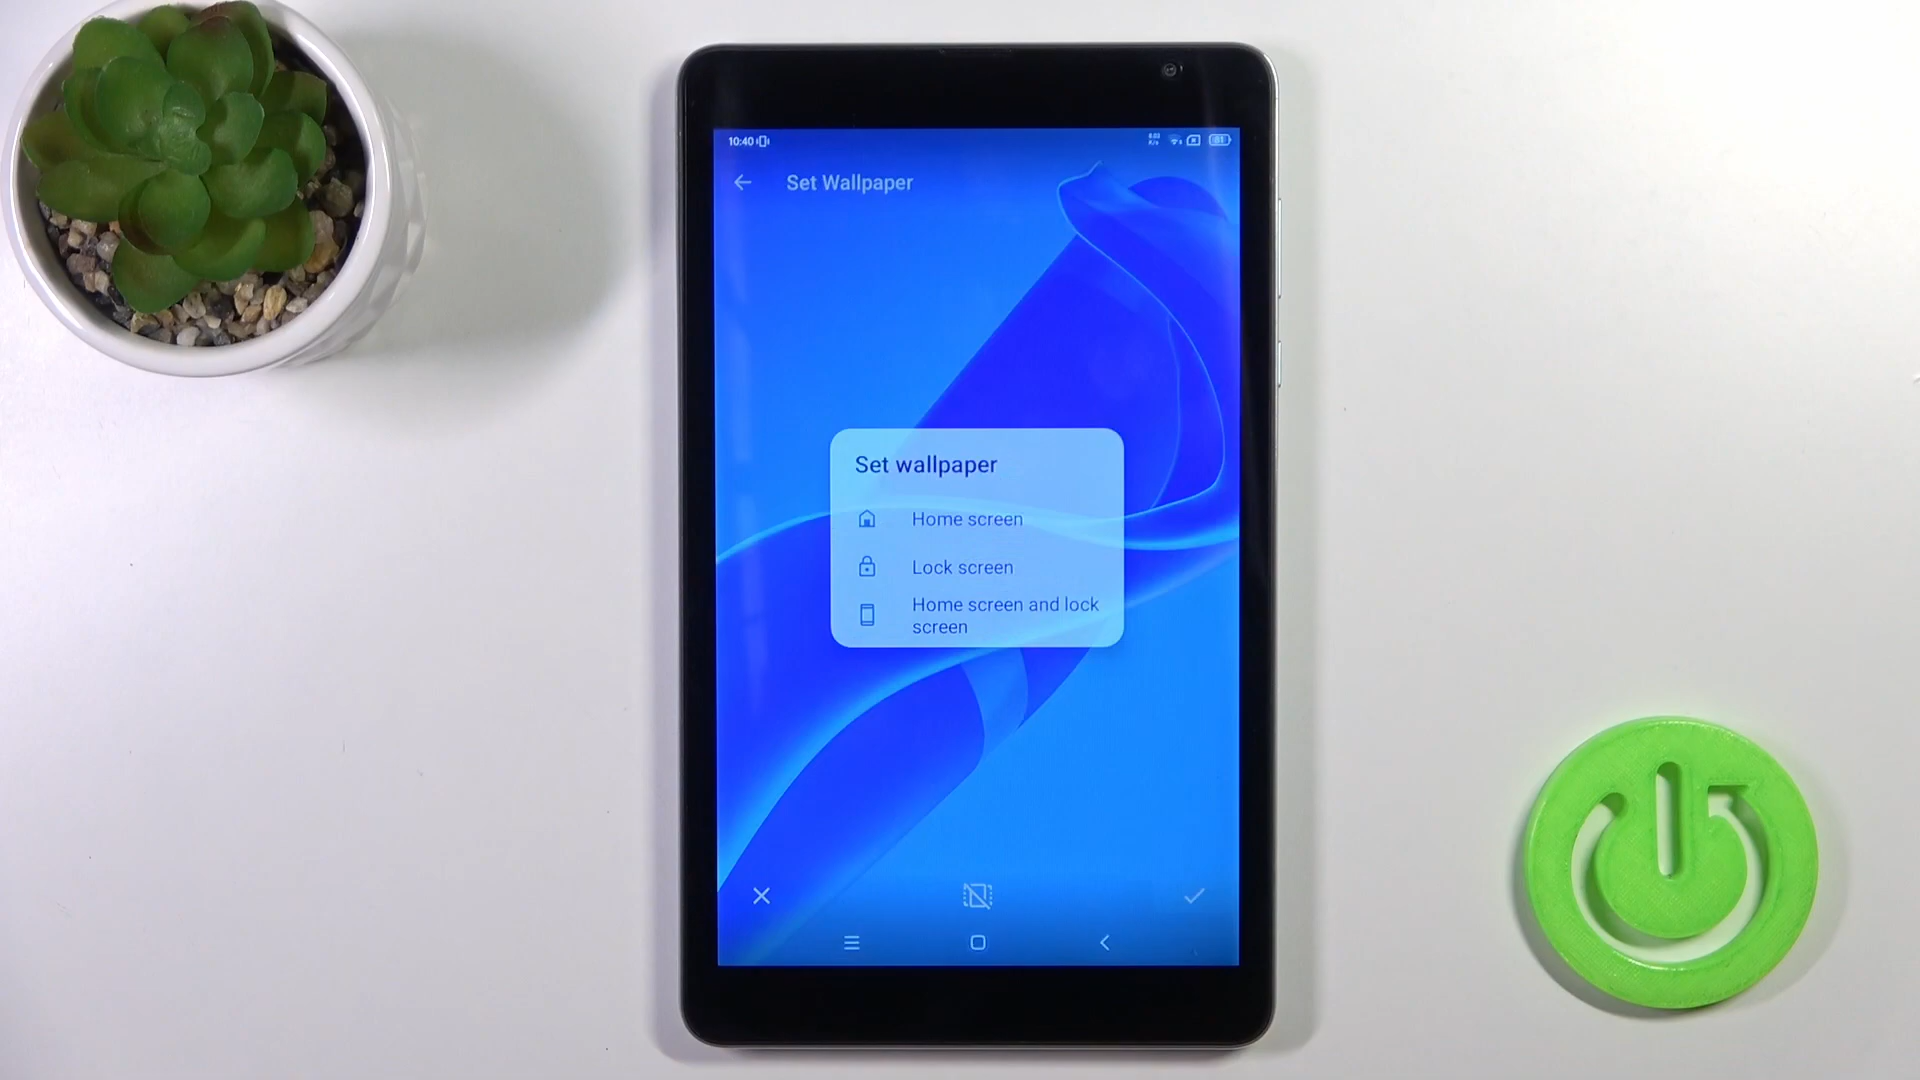 10:40
Set Wallpaper
Set wallpaper
Home screen
Lock screen
Home screen and lock
screen